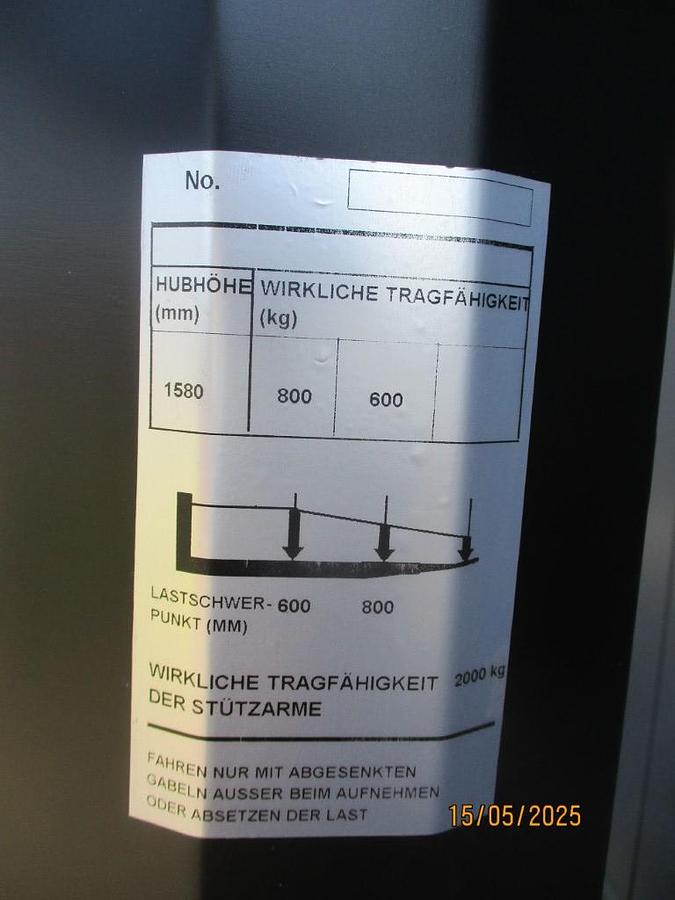 No.
HUBHÖHE WIRKLICHE TRAGFÄHIGKEIT
(mm) (kg)
1580 800 600
LASTSCHWER- 600 800
PUNKT (MM)
WIRKLICHE TRAGFÄHIGKEIT 2000 kg
DER STÜTZARME
FAHREN NUR MIT ABGESENKTEN
GABELN AUSSER BEIM AUFNEHMEN
ODER ABSETZEN DER LAST
15/05/2025